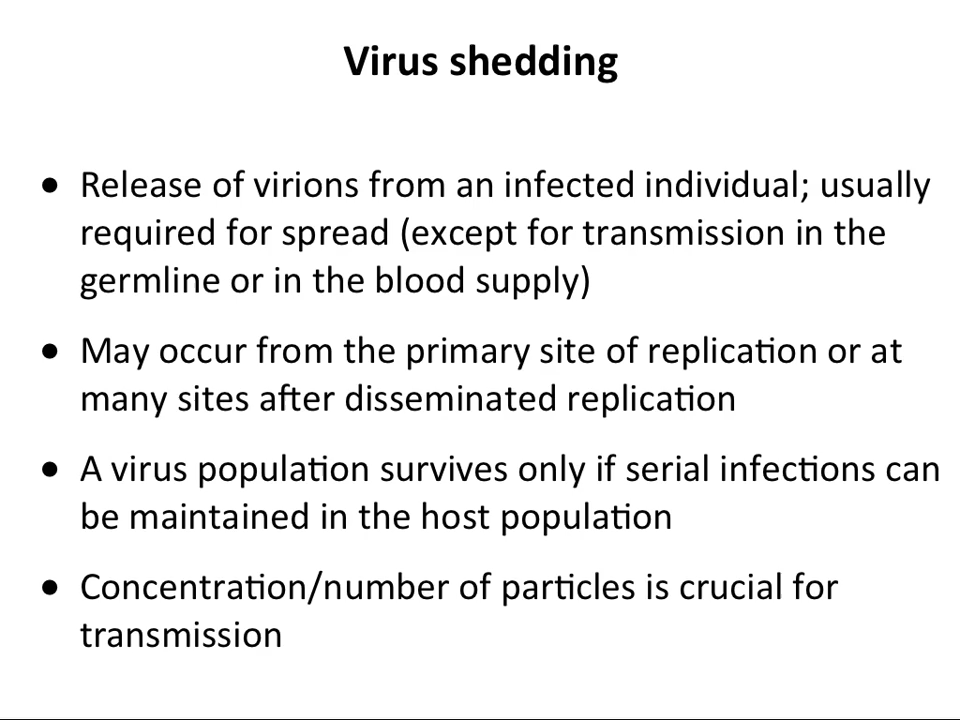 Virus shedding
• Release of virions from an infected individual; usually
required for spread (except for transmission in the
germline or in the blood supply)
• May occur from the primary site of replication or at
many sites after disseminated replication
• A virus population survives only if serial infections can
be maintained in the host population
• Concentration/number of particles is crucial for
transmission